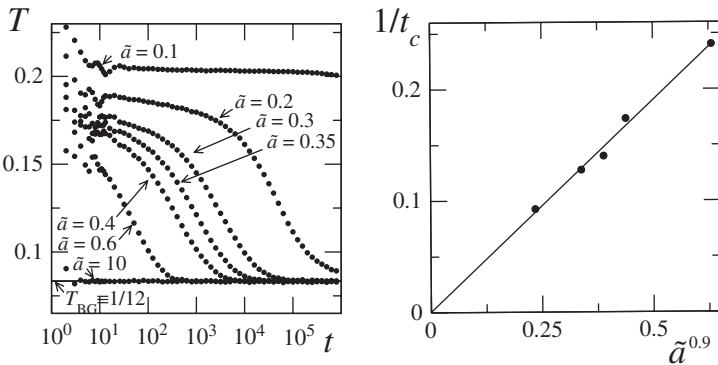 T
0.2
0.15
0.1
ã = 0.1
ã = 0.2
ã = 0.3
ã = 0.35
ã = 0.4
ã = 0.6
ã = 10
T_BG=1/12
10^0 10^1 10^2 10^3 10^4 10^5
t
1/t_c
0.2
0.1
0
0 0.25 0.5
ã^0.9